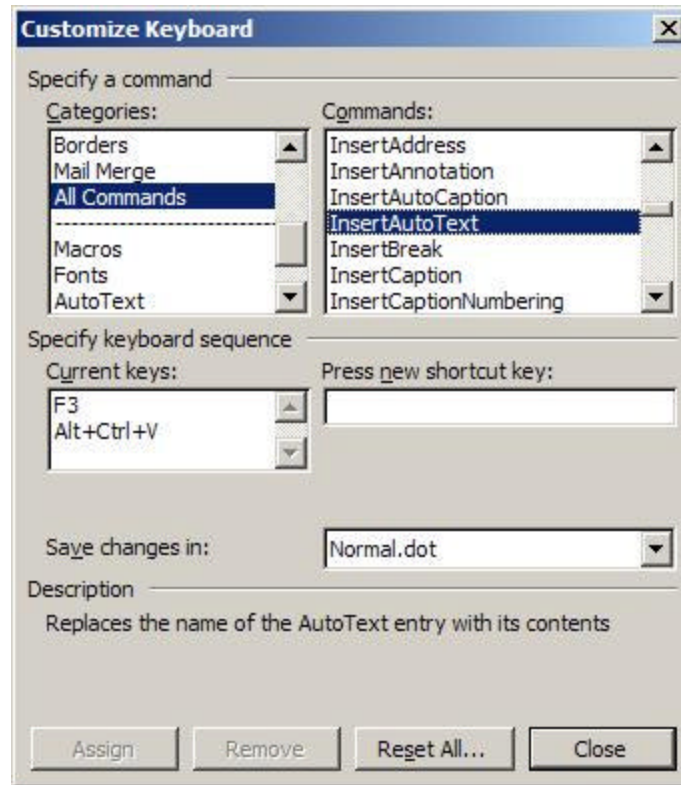 Customize Keyboard
Specify a command
Categories:
Borders
Mail Merge
All Commands
Macros
Fonts
AutoText
Commands:
InsertAddress
InsertAnnotation
InsertAutoCaption
InsertAutoText
InsertBreak
InsertCaption
InsertCaptionNumbering
Specify keyboard sequence
Current keys:
F3
Alt+Ctrl+V
Press new shortcut key:
Save changes in:
Normal.dot
Description
Replaces the name of the AutoText entry with its contents
Assign
Remove
Reset All...
Close